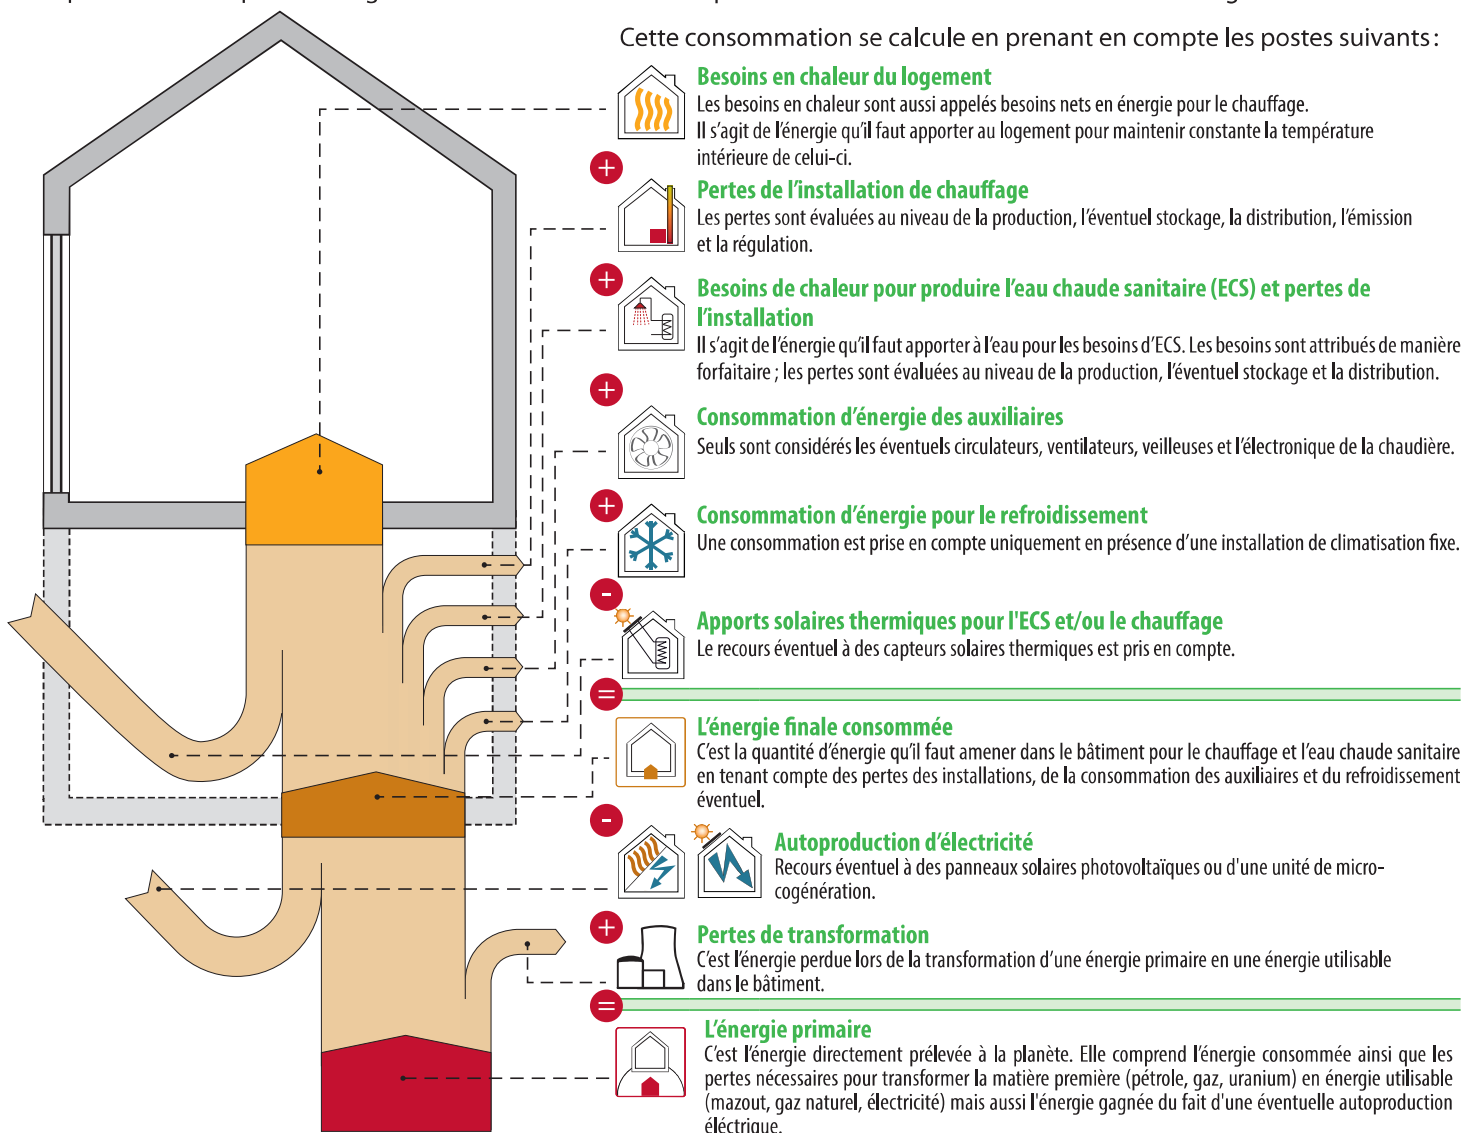 Cette consommation se calcule en prenant en compte les postes suivants :
Besoins en chaleur du logement
Les besoins en chaleur sont aussi appelés besoins nets en énergie pour le chauffage.
Il s'agit de l'énergie qu'il faut apporter au logement pour maintenir constante la température
intérieure de celui-ci.
+
Pertes de l'installation de chauffage
Les pertes sont évaluées au niveau de la production, l'éventuel stockage, la distribution, l'émission
et la régulation.
+
Besoins de chaleur pour produire l'eau chaude sanitaire (ECS) et pertes de
l'installation
Il s'agit de l'énergie qu'il faut apporter à l'eau pour les besoins d'ECS. Les besoins sont attribués de manière
forfaitaire ; les pertes sont évaluées au niveau de la production, l'éventuel stockage et la distribution.
+
Consommation d'énergie des auxiliaires
Seuls sont considérés les éventuels circulateurs, ventilateurs, veilleuses et l'électronique de la chaudière.
+
Consommation d'énergie pour le refroidissement
Une consommation est prise en compte uniquement en présence d'une installation de climatisation fixe.
-
Apports solaires thermiques pour l'ECS et/ou le chauffage
Le recours éventuel à des capteurs solaires thermiques est pris en compte.
=
L'énergie finale consommée
C'est la quantité d'énergie qu'il faut amener dans le bâtiment pour le chauffage et l'eau chaude sanitaire
en tenant compte des pertes des installations, de la consommation des auxiliaires et du refroidissement
éventuel.
-
Autoproduction d'électricité
Recours éventuel à des panneaux solaires photovoltaïques ou d'une unité de micro-
cogénération.
+
Pertes de transformation
C'est l'énergie perdue lors de la transformation d'une énergie primaire en une énergie utilisable
dans le bâtiment.
=
L'énergie primaire
C'est l'énergie directement prélevée à la planète. Elle comprend l'énergie consommée ainsi que les
pertes nécessaires pour transformer la matière première (pétrole, gaz, uranium) en énergie utilisable
(mazout, gaz naturel, électricité) mais aussi l'énergie gagnée du fait d'une éventuelle autoproduction
éléctrique.